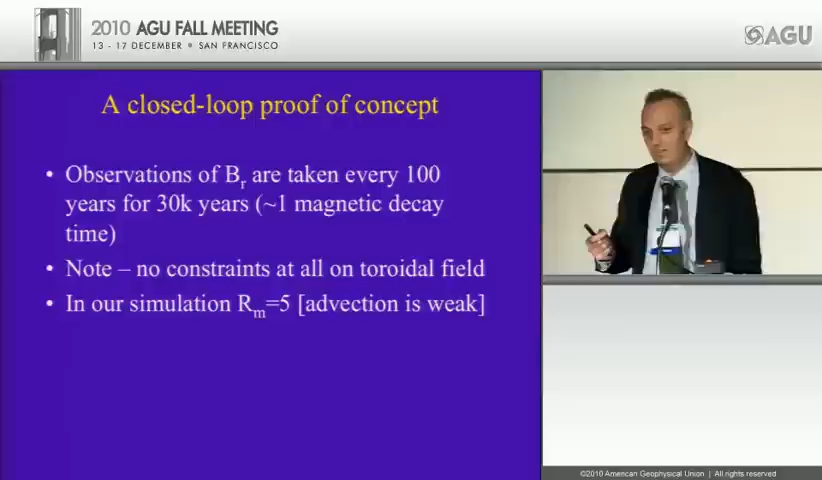 2010 AGU FALL MEETING
13 - 17 DECEMBER • SAN FRANCISCO
AGU
A closed-loop proof of concept
• Observations of Br are taken every 100
years for 30k years (~1 magnetic decay
time)
• Note – no constraints at all on toroidal field
• In our simulation Rm=5 [advection is weak]
©2010 American Geophysical Union | All rights reserved